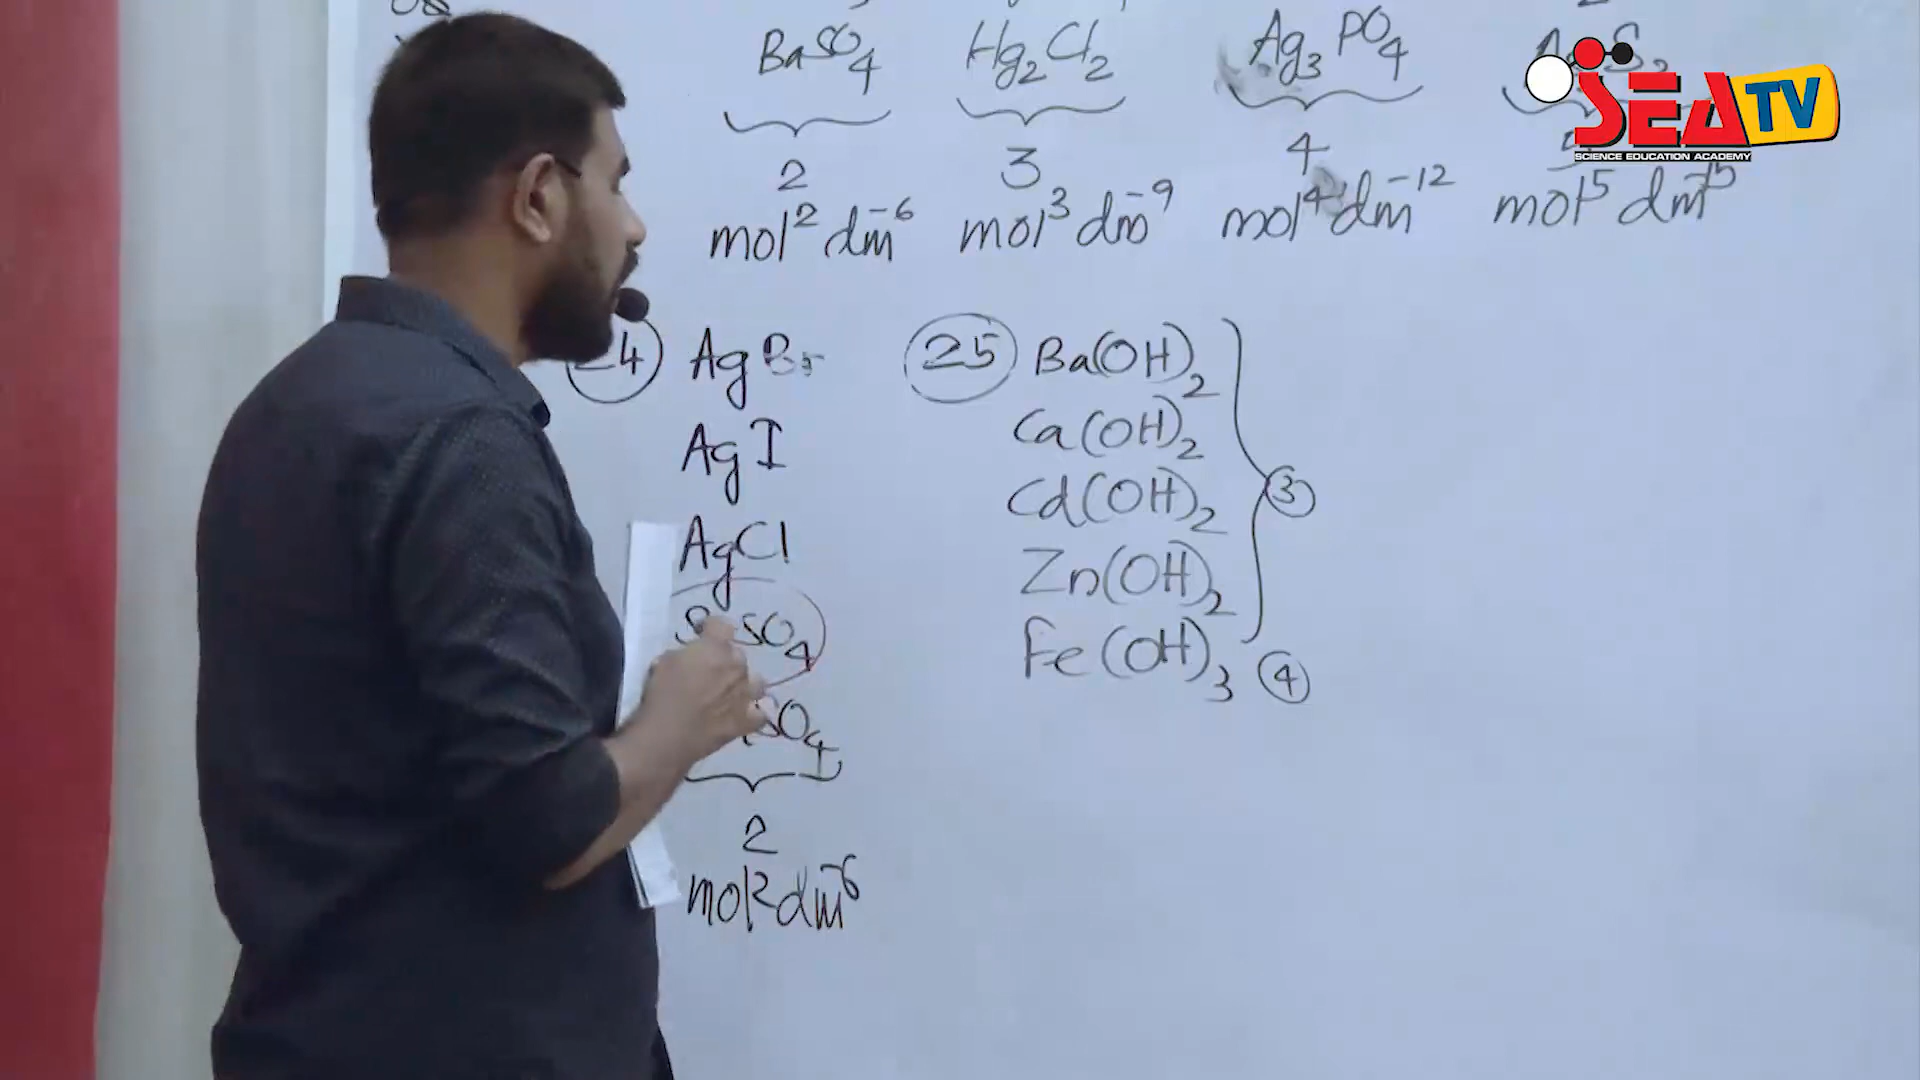 BaSO4 Hg2Cl2 Ag3PO4
2 3 4
mol² dm⁻⁶ mol³ dm⁻⁹ mol⁴ dm⁻¹² mol⁵ dm⁻¹⁵
SEA TV
SCIENCE EDUCATION ACADEMY
AgBr
AgI
AgCl
SO4
SO4
2
mol² dm⁻⁶
25 Ba(OH)2
Ca(OH)2
Cd(OH)2
Zn(OH)2
3
Fe(OH)3 4